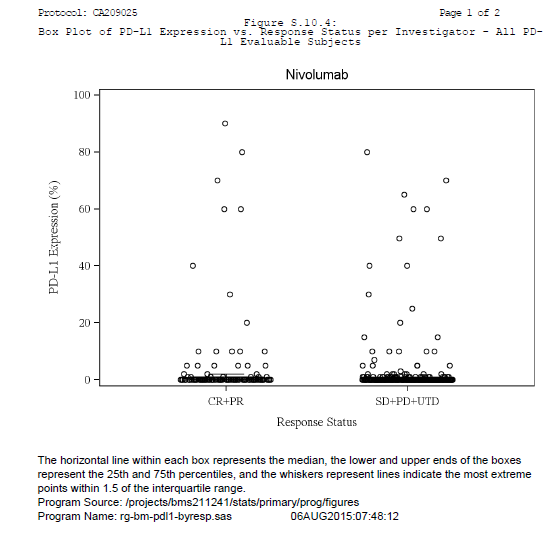 Protocol: CA209025 Page 1 of 2
Figure S.10.4:
Box Plot of PD-L1 Expression vs. Response Status per Investigator - All PD-
L1 Evaluable Subjects
Nivolumab
100
80
60
40
20
0
PD-L1 Expression (%)
CR+PR SD+PD+UTD
Response Status
The horizontal line within each box represents the median, the lower and upper ends of the boxes
represent the 25th and 75th percentiles, and the whiskers represent lines indicate the most extreme
points within 1.5 of the interquartile range.
Program Source: /projects/bms211241/stats/primary/prog/figures
Program Name: rg-bm-pdl1-byresp.sas 06AUG2015:07:48:12